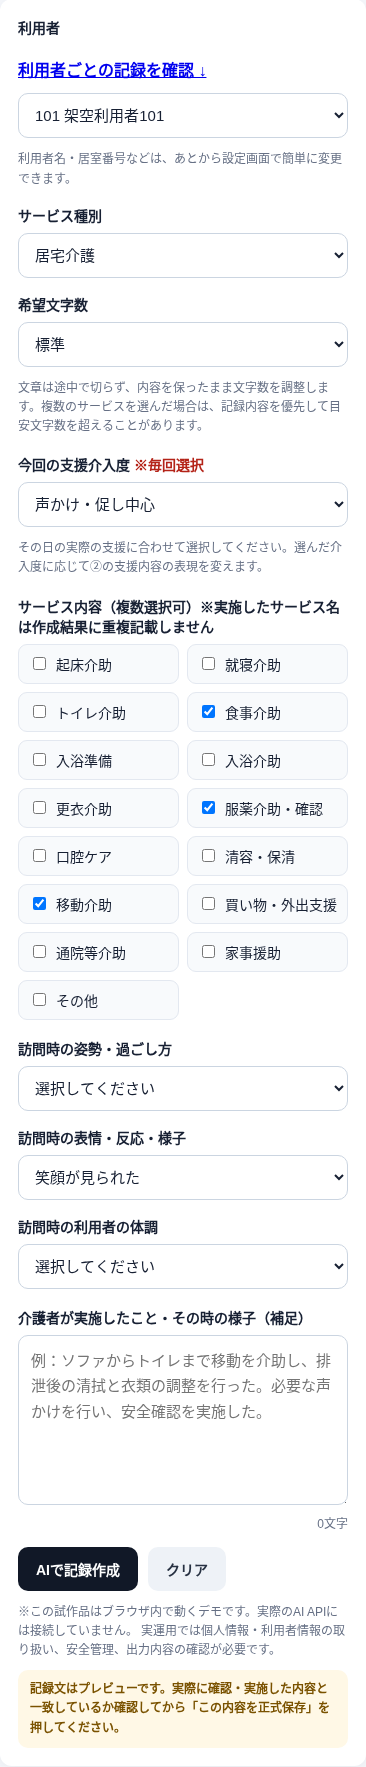 利用者
利用者ごとの記録を確認 ↓
101 架空利用者101
利用者名・居室番号などは、あとから設定画面で簡単に変更
できます。
サービス種別
居宅介護
希望文字数
標準
文章は途中で切らず、内容を保ったまま文字数を調整しま
す。複数のサービスを選んだ場合は、記録内容を優先して目
安文字数を超えることがあります。
今回の支援介入度 ※毎回選択
声かけ・促し中心
その日の実際の支援に合わせて選択してください。選んだ介
入度に応じて②の支援内容の表現を変えます。
サービス内容（複数選択可）※実施したサービス名
は作成結果に重複記載しません
起床介助
就寝介助
トイレ介助
食事介助
入浴準備
入浴介助
更衣介助
服薬介助・確認
口腔ケア
清容・保清
移動介助
買い物・外出支援
通院等介助
家事援助
その他
訪問時の姿勢・過ごし方
選択してください
訪問時の表情・反応・様子
笑顔が見られた
訪問時の利用者の体調
選択してください
介護者が実施したこと・その時の様子（補足）
例：ソファからトイレまで移動を介助し、排
泄後の清拭と衣類の調整を行った。必要な声
かけを行い、安全確認を実施した。
0文字
AIで記録作成
クリア
※この試作品はブラウザ内で動くデモです。実際のAI APIに
は接続していません。 実運用では個人情報・利用者情報の取
り扱い、安全管理、出力内容の確認が必要です。
記録文はプレビューです。実際に確認・実施した内容と
一致しているか確認してから「この内容を正式保存」を
押してください。